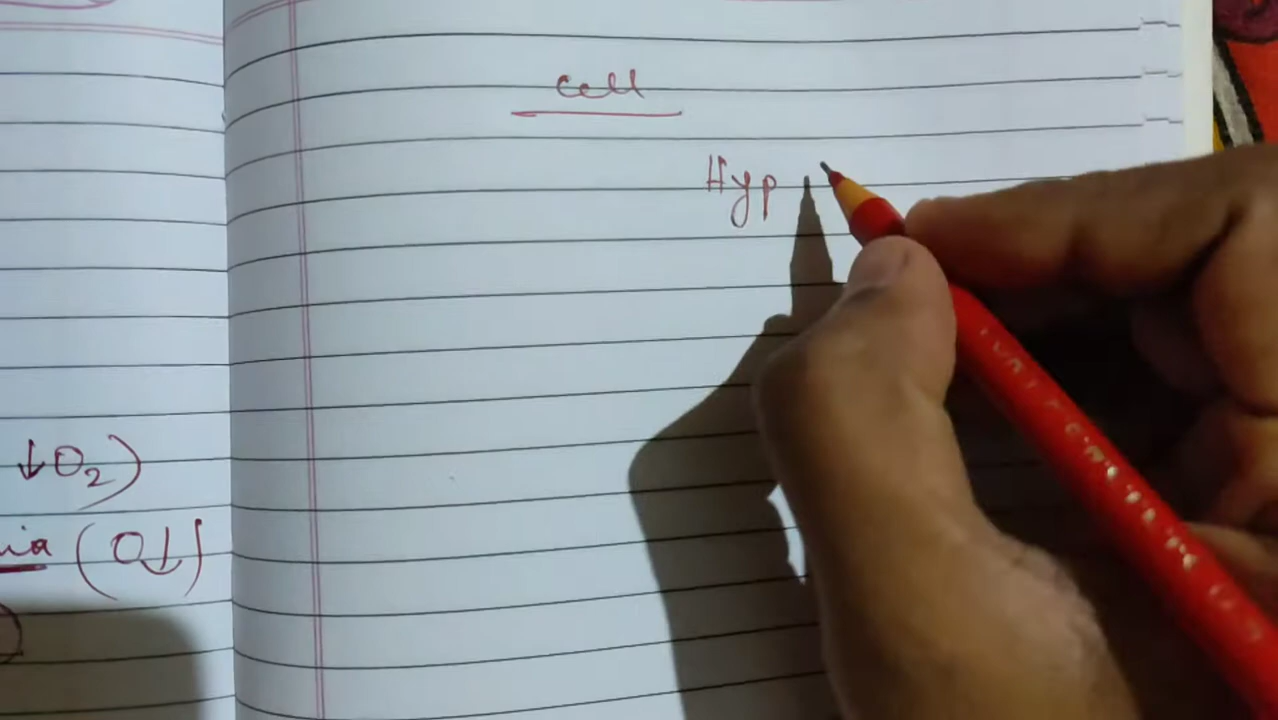 cell
Hyp
↓O₂)
(O↓)